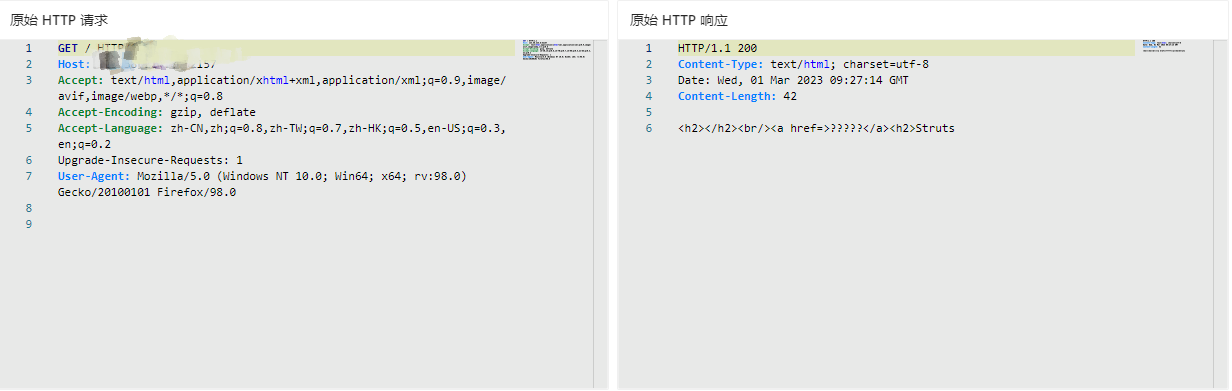 原始 HTTP 请求
1 GET / HTTP
2 Host:
3 Accept: text/html,application/xhtml+xml,application/xml;q=0.9,image/
avif,image/webp,*/*;q=0.8
4 Accept-Encoding: gzip, deflate
5 Accept-Language: zh-CN,zh;q=0.8,zh-TW;q=0.7,zh-HK;q=0.5,en-US;q=0.3,
en;q=0.2
6 Upgrade-Insecure-Requests: 1
7 User-Agent: Mozilla/5.0 (Windows NT 10.0; Win64; x64; rv:98.0)
Gecko/20100101 Firefox/98.0
8
9
原始 HTTP 响应
1 HTTP/1.1 200
2 Content-Type: text/html; charset=utf-8
3 Date: Wed, 01 Mar 2023 09:27:14 GMT
4 Content-Length: 42
5
6 <h2></h2><br/><a href=>?????</a><h2>Struts